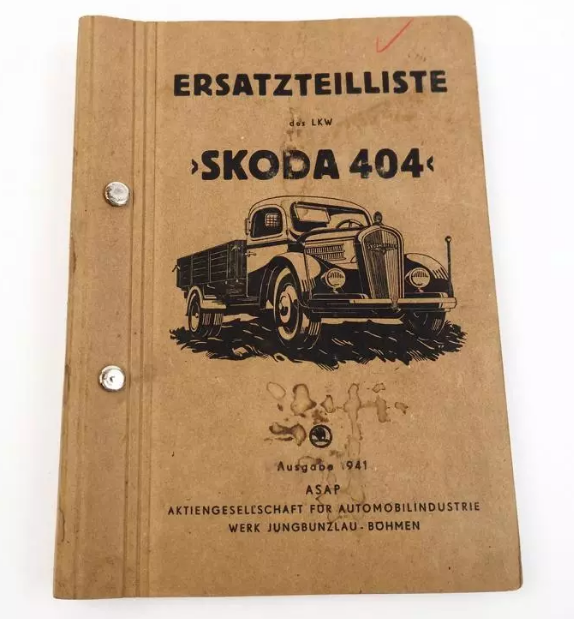 ERSATZTEILLISTE
des LKW
›SKODA 404‹
Ausgabe 1941
ASAP
AKTIENGESELLSCHAFT FÜR AUTOMOBILINDUSTRIE
WERK JUNGBUNZLAU - BÖHMEN